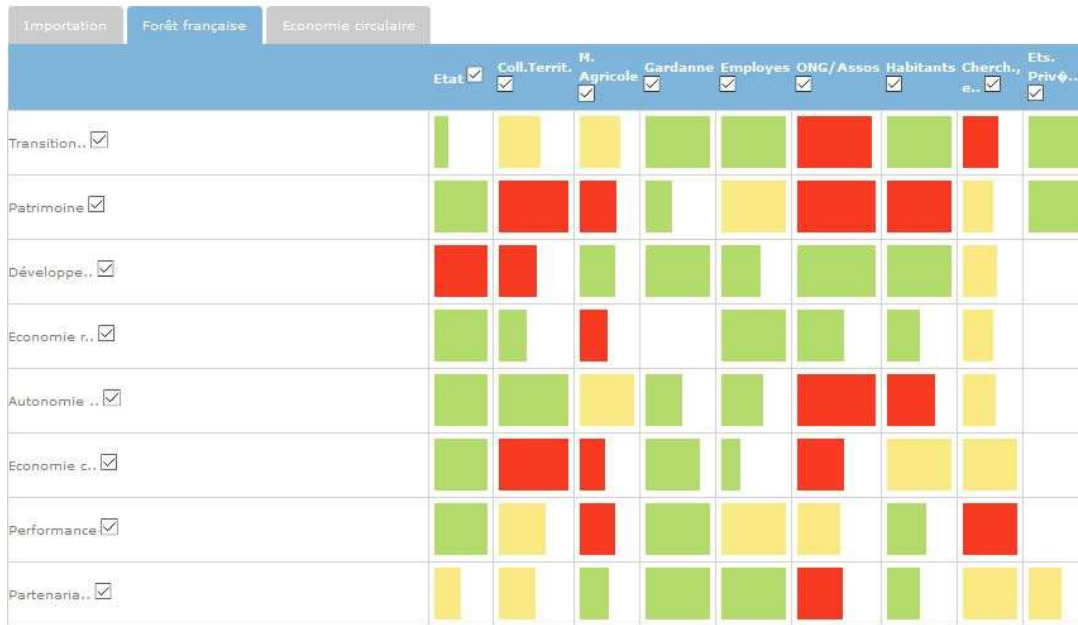 Importation
Forêt française
Economie circulaire
Etat
Coll.Territ.
M. Agricole
Gardanne
Employes
ONG/Assos
Habitants
Cherch., e..
Ets. Priv�..
Transition..
Patrimoine
Développe..
Economie r..
Autonomie ..
Economie c..
Performance
Partenaria..